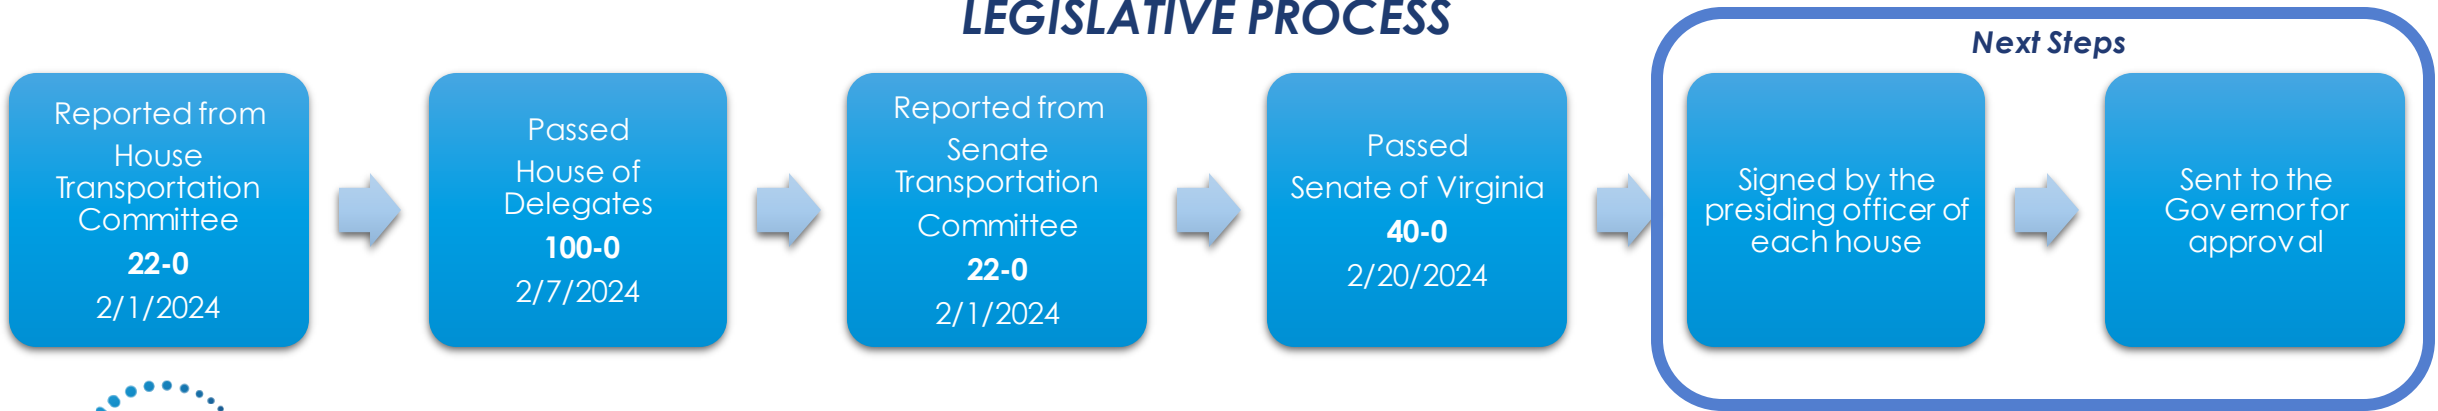 LEGISLATIVE PROCESS
Reported from
House
Transportation
Committee
22-0
2/1/2024
Passed
House of
Delegates
100-0
2/7/2024
Reported from
Senate
Transportation
Committee
22-0
2/1/2024
Passed
Senate of Virginia
40-0
2/20/2024
Next Steps
Signed by the
presiding officer of
each house
Sent to the
Governor for
approval